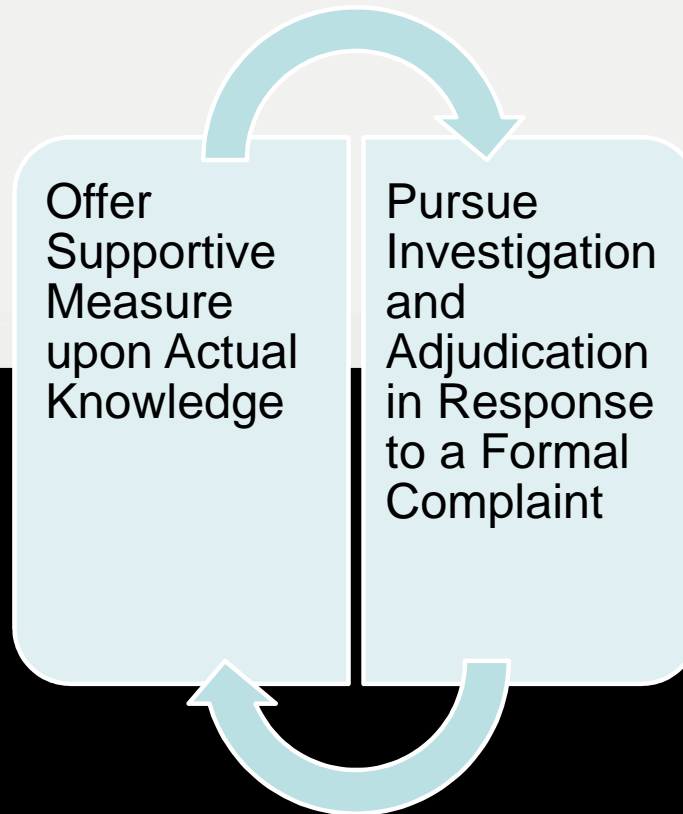 Offer
Supportive
Measure
upon Actual
Knowledge
Pursue
Investigation
and
Adjudication
in Response
to a Formal
Complaint